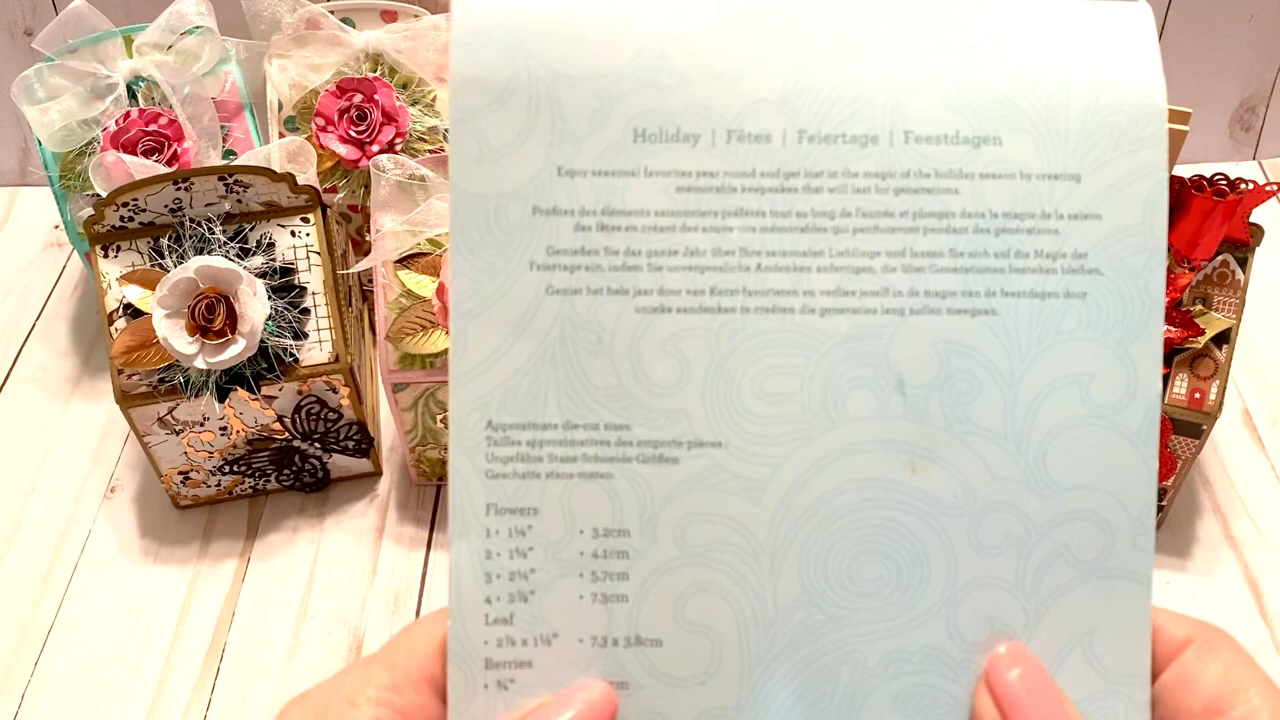 Holiday | Fêtes | Feiertage | Feestdagen
Enjoy seasonal favorites year round and get lost in the magic of the holiday season by creating
memorable keepsakes that will last for generations.
Profitez des éléments saisonniers préférés tout au long de l'année et plongez dans la magie de la saison
des fêtes en créant des souvenirs mémorables qui perdureront pendant des générations.
Genießen Sie das ganze Jahr über Ihre saisonalen Lieblinge und lassen Sie sich auf die Magie der
Feiertage ein, indem Sie unvergessliche Andenken anfertigen, die über Generationen bestehen bleiben.
Geniet het hele jaar door van Kerst-favorieten en verlies jezelf in de magie van de feestdagen door
unieke aandenken te creëren die generaties lang zullen meegaan.
Approximate die-cut sizes:
Tailles approximatives des emporte-pièces :
Ungefähre Stanz-Schneide-Größen:
Geschatte stans-maten:
Flowers
1 • 1¼" • 3.2cm
2 • 1⅝" • 4.1cm
3 • 2¼" • 5.7cm
4 • 2⅞" • 7.3cm
Leaf
• 2⅞ x 1½" • 7.3 x 3.8cm
Berries
• ¾" cm